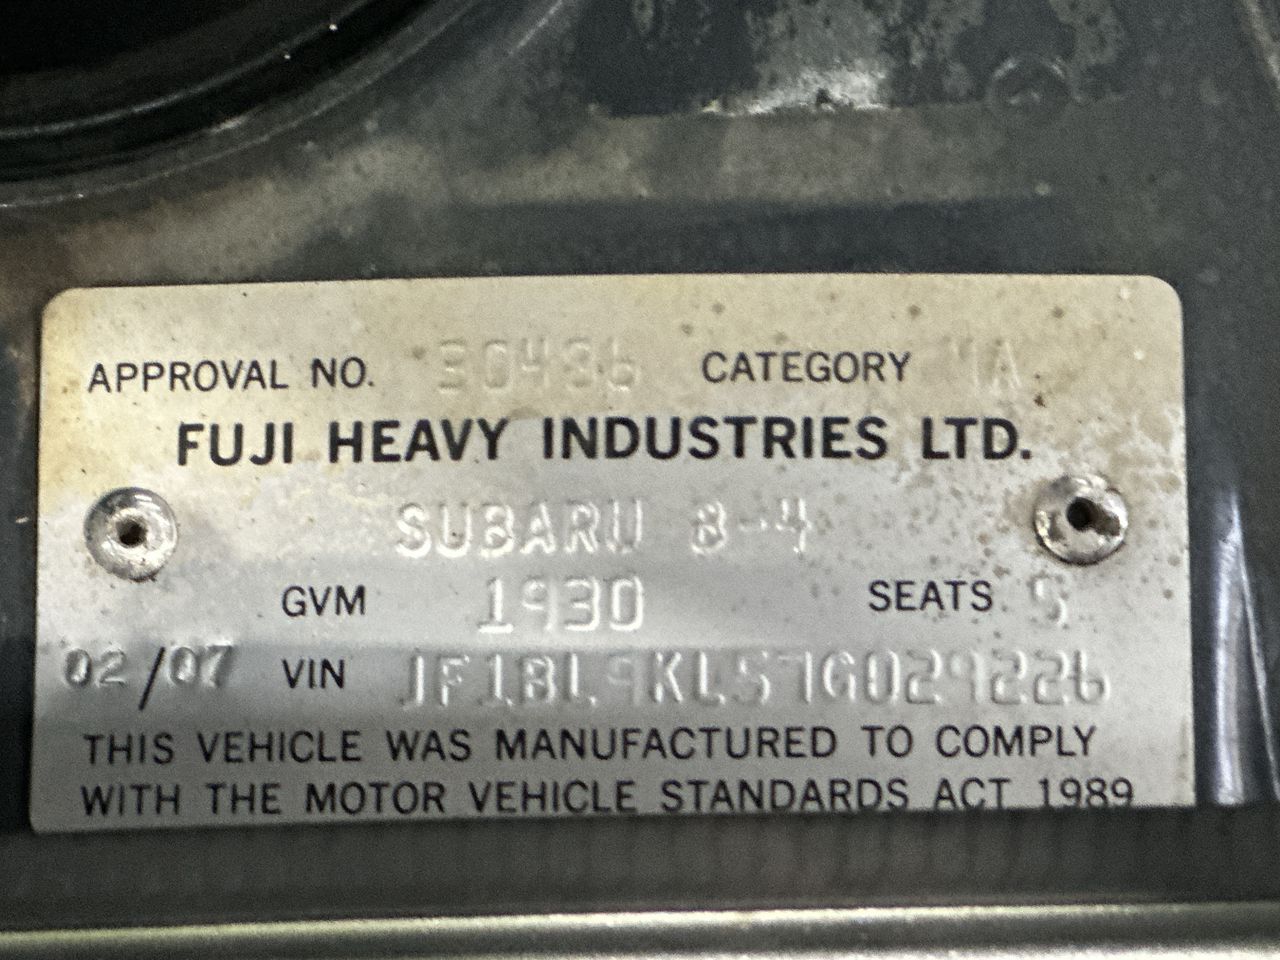 APPROVAL NO. 30436 CATEGORY MA
FUJI HEAVY INDUSTRIES LTD.
SUBARU B-4
GVM 1930 SEATS 5
02/07 VIN JF1BL9KL57G029226
THIS VEHICLE WAS MANUFACTURED TO COMPLY
WITH THE MOTOR VEHICLE STANDARDS ACT 1989